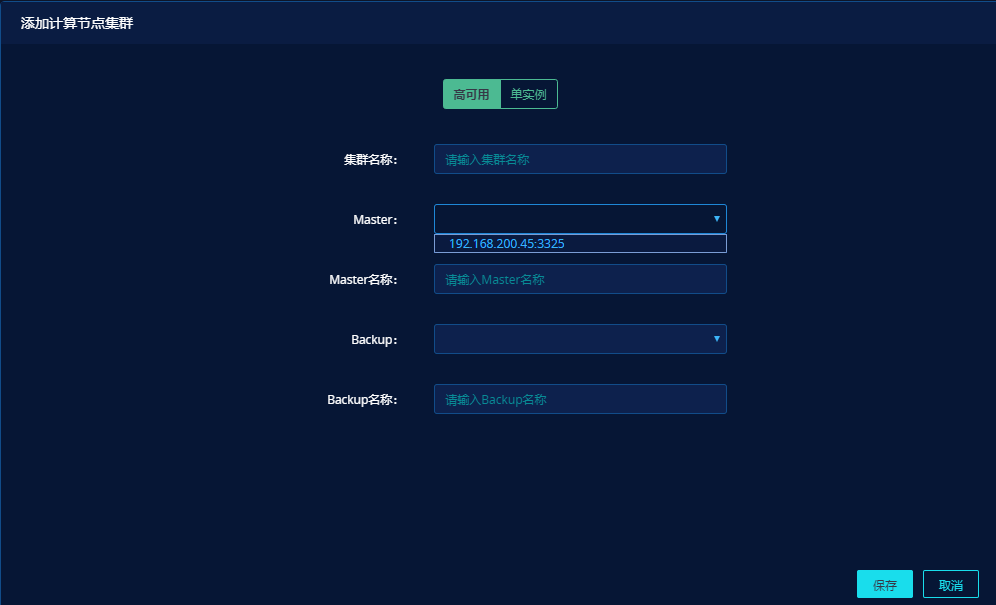 添加计算节点集群
高可用 单实例
集群名称： 请输入集群名称
Master： ▼
192.168.200.45:3325
Master名称： 请输入Master名称
Backup： ▼
Backup名称： 请输入Backup名称
保存 取消